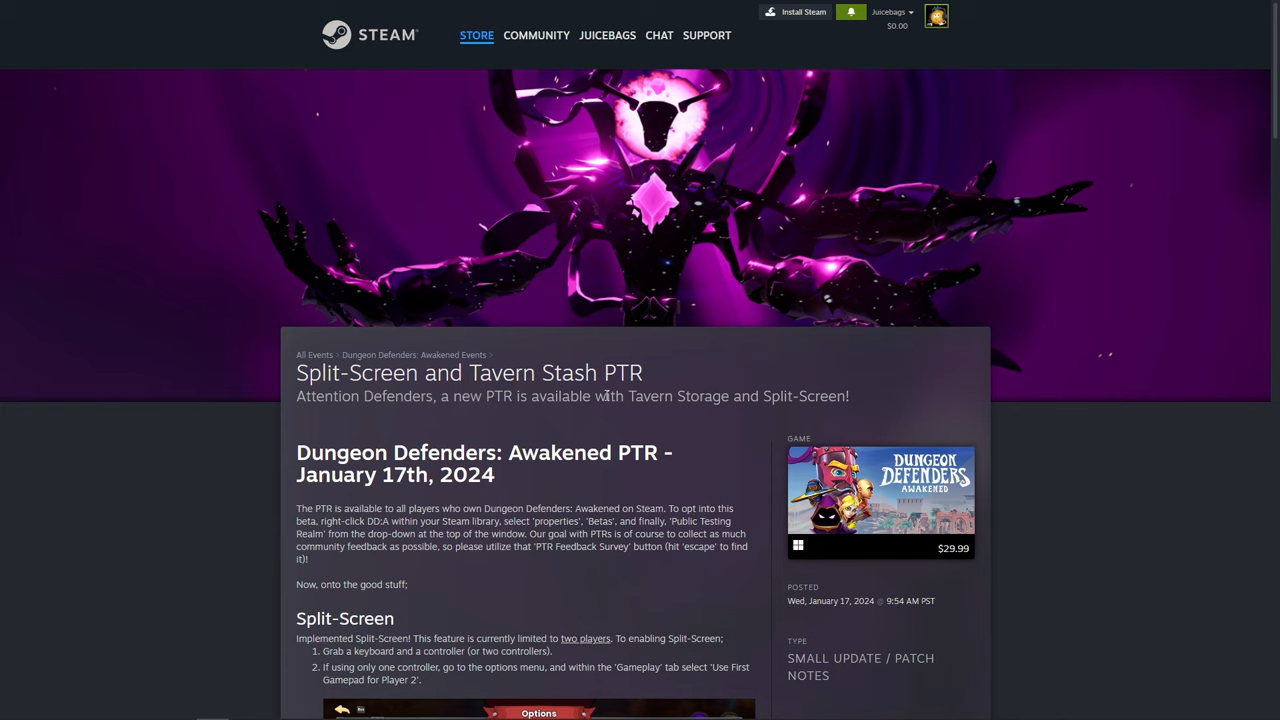 Install Steam
Juicebags
$0.00
STEAM
STORE COMMUNITY JUICEBAGS CHAT SUPPORT
All Events > Dungeon Defenders: Awakened Events >
Split-Screen and Tavern Stash PTR
Attention Defenders, a new PTR is available with Tavern Storage and Split-Screen!
Dungeon Defenders: Awakened PTR -
January 17th, 2024
The PTR is available to all players who own Dungeon Defenders: Awakened on Steam. To opt into this
beta, right-click DD:A within your Steam library, select 'properties', 'Betas', and finally, 'Public Testing
Realm' from the drop-down at the top of the window. Our goal with PTRs is of course to collect as much
community feedback as possible, so please utilize that 'PTR Feedback Survey' button (hit 'escape' to find
it)!
Now, onto the good stuff;
Split-Screen
Implemented Split-Screen! This feature is currently limited to two players. To enabling Split-Screen;
1. Grab a keyboard and a controller (or two controllers).
2. If using only one controller, go to the options menu, and within the 'Gameplay' tab select 'Use First
Gamepad for Player 2'.
Esc
Options
GAME
DUNGEON
DEFENDERS
AWAKENED
$29.99
POSTED
Wed, January 17, 2024 @ 9:54 AM PST
TYPE
SMALL UPDATE / PATCH
NOTES